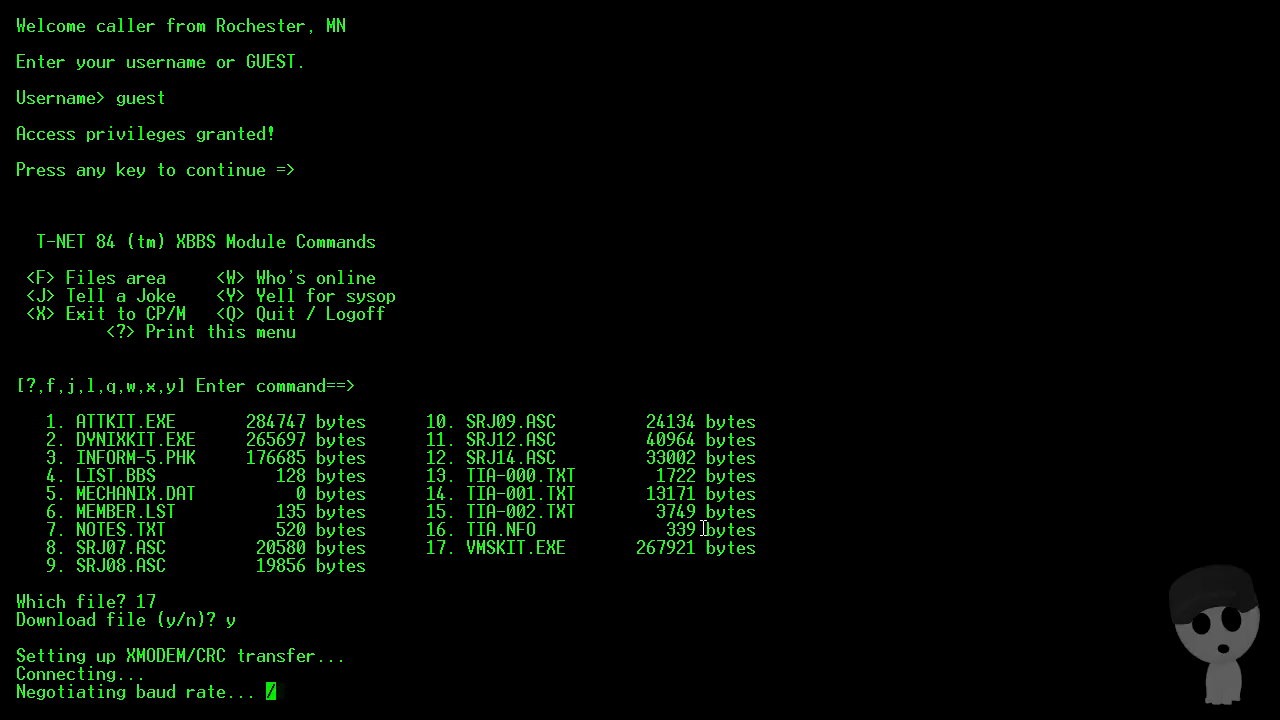 Welcome caller from Rochester, MN
Enter your username or GUEST.
Username> guest
Access privileges granted!
Press any key to continue =>
T-NET 84 (tm) XBBS Module Commands
<F> Files area     <W> Who's online
<J> Tell a Joke    <Y> Yell for sysop
<X> Exit to CP/M   <Q> Quit / Logoff
<?> Print this menu
[?,f,j,l,q,w,x,y] Enter command==>
1. ATTKIT.EXE       284747 bytes      10. SRJ09.ASC         24134 bytes
2. DYNIXKIT.EXE     265697 bytes      11. SRJ12.ASC         40964 bytes
3. INFORM-5.PHK     176685 bytes      12. SRJ14.ASC         33002 bytes
4. LIST.BBS            128 bytes      13. TIA-000.TXT        1722 bytes
5. MECHANIX.DAT          0 bytes      14. TIA-001.TXT       13171 bytes
6. MEMBER.LST          135 bytes      15. TIA-002.TXT        3749 bytes
7. NOTES.TXT           520 bytes      16. TIA.NFO             339 bytes
8. SRJ07.ASC         20580 bytes      17. VMSKIT.EXE       267921 bytes
9. SRJ08.ASC         19856 bytes
Which file? 17
Download file (y/n)? y
Setting up XMODEM/CRC transfer...
Connecting...
Negotiating baud rate... /